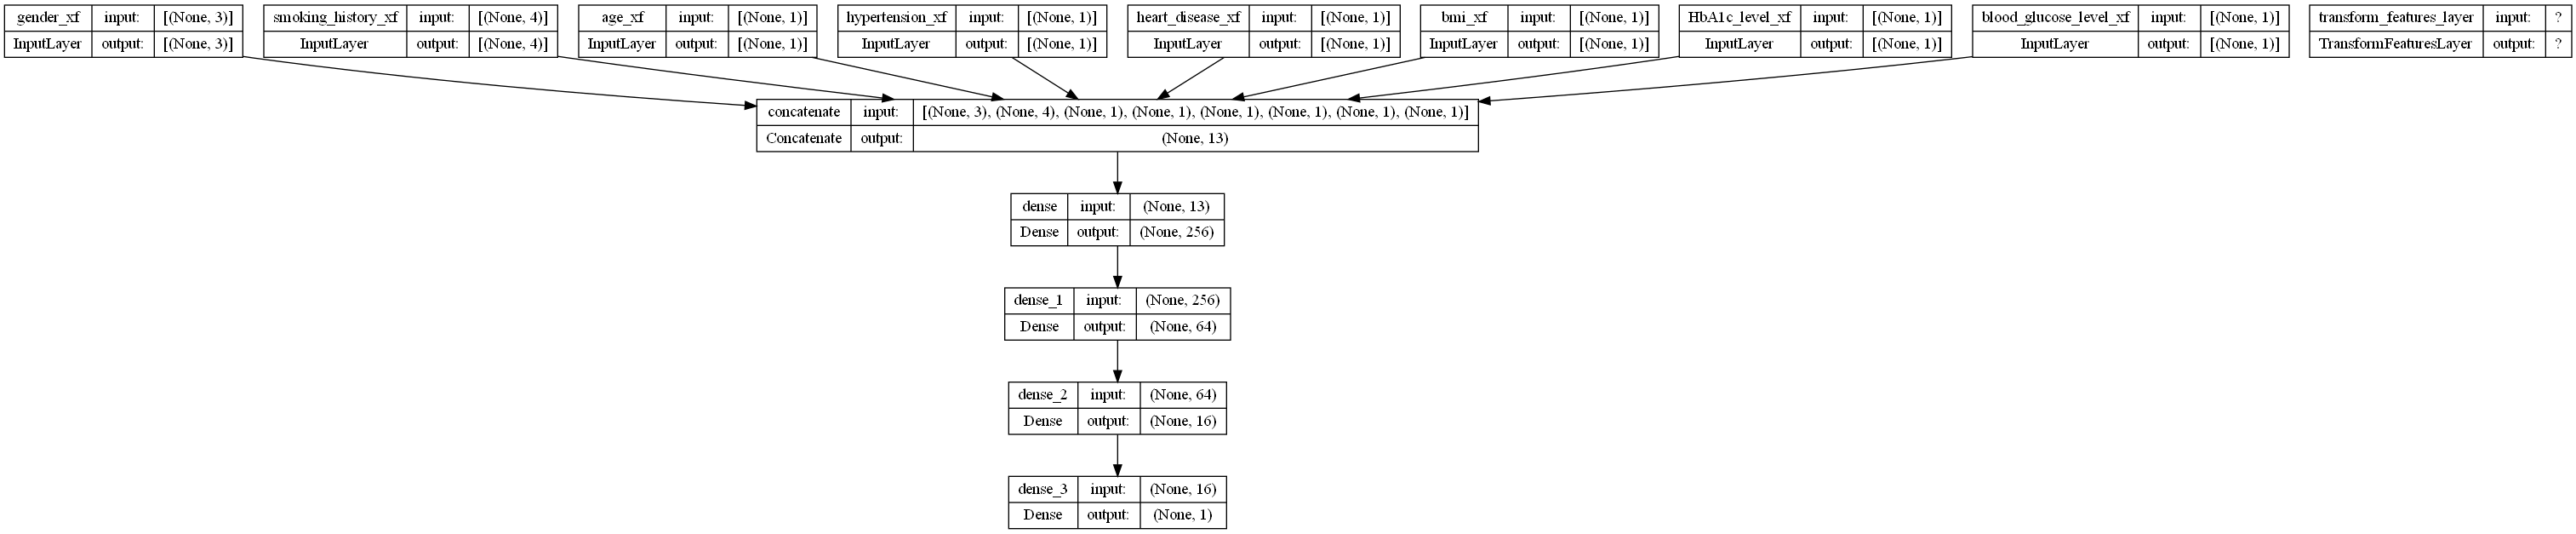 gender_xf input: [(None, 3)]
InputLayer output: [(None, 3)]
smoking_history_xf input: [(None, 4)]
InputLayer output: [(None, 4)]
age_xf input: [(None, 1)]
InputLayer output: [(None, 1)]
hypertension_xf input: [(None, 1)]
InputLayer output: [(None, 1)]
heart_disease_xf input: [(None, 1)]
InputLayer output: [(None, 1)]
bmi_xf input: [(None, 1)]
InputLayer output: [(None, 1)]
HbA1c_level_xf input: [(None, 1)]
InputLayer output: [(None, 1)]
blood_glucose_level_xf input: [(None, 1)]
InputLayer output: [(None, 1)]
transform_features_layer input: ?
TransformFeaturesLayer output: ?
concatenate input: [(None, 3), (None, 4), (None, 1), (None, 1), (None, 1), (None, 1), (None, 1), (None, 1)]
Concatenate output: (None, 13)
dense input: (None, 13)
Dense output: (None, 256)
dense_1 input: (None, 256)
Dense output: (None, 64)
dense_2 input: (None, 64)
Dense output: (None, 16)
dense_3 input: (None, 16)
Dense output: (None, 1)